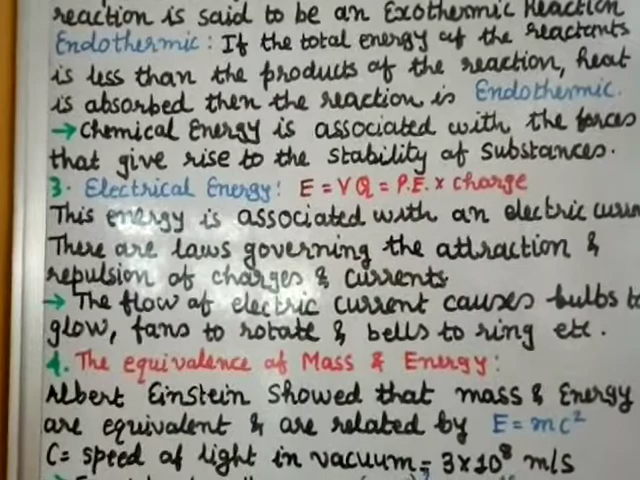 reaction is said to be an Exothermic Reaction
Endothermic: If the total energy of the reactants
is less than the products of the reaction, heat
is absorbed then the reaction is Endothermic.
→ Chemical Energy is associated with the forces
that give rise to the stability of substances.
3. Electrical Energy: E = VQ = P.E. x charge
This energy is associated with an electric curren
There are laws governing the attraction &
repulsion of charges & currents
→ The flow of electric current causes bulbs to
glow, fans to rotate & bells to ring etc.
4. The equivalence of Mass & Energy:
Albert Einstein showed that mass & Energy
are equivalent & are related by E = mc²
C = speed of light in vacuum = 3x10⁸ m/s